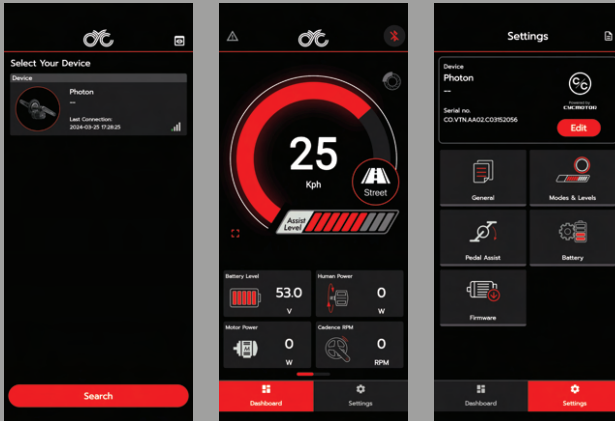 Select Your Device
Device
Photon
--
Last Connection:
2024-03-25 17:28:25
Search
25
Kph
Street
Assist
Level
Battery Level
53.0
V
Human Power
0
W
Motor Power
0
W
Cadence RPM
0
RPM
Dashboard
Settings
Settings
Device
Photon
--
Serial no.
CO.VTN.AA02.C03152056
Powered by
CYCMOTOR
Edit
General
Modes & Levels
Pedal Assist
Battery
Firmware
Dashboard
Settings